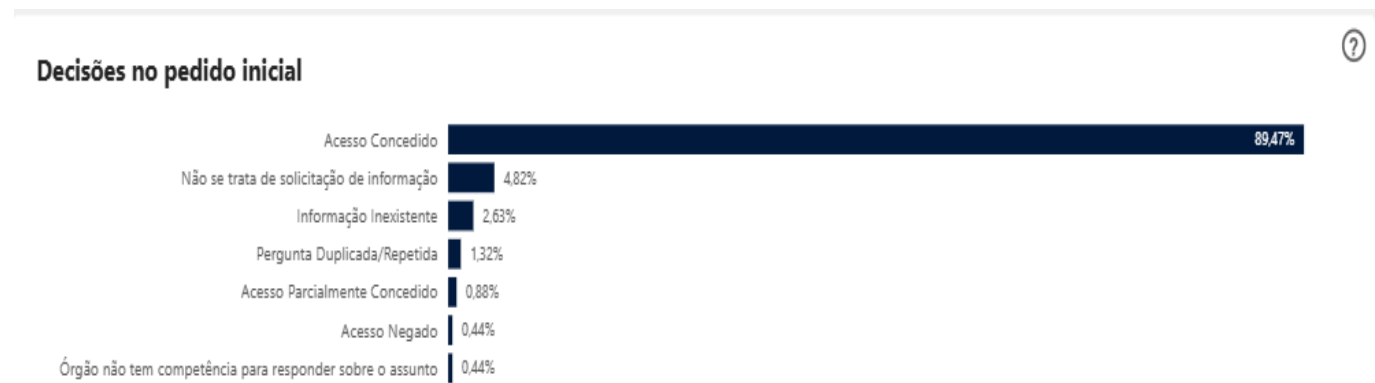 ?
Decisões no pedido inicial
Acesso Concedido 89,47%
Não se trata de solicitação de informação 4,82%
Informação Inexistente 2,63%
Pergunta Duplicada/Repetida 1,32%
Acesso Parcialmente Concedido 0,88%
Acesso Negado 0,44%
Órgão não tem competência para responder sobre o assunto 0,44%